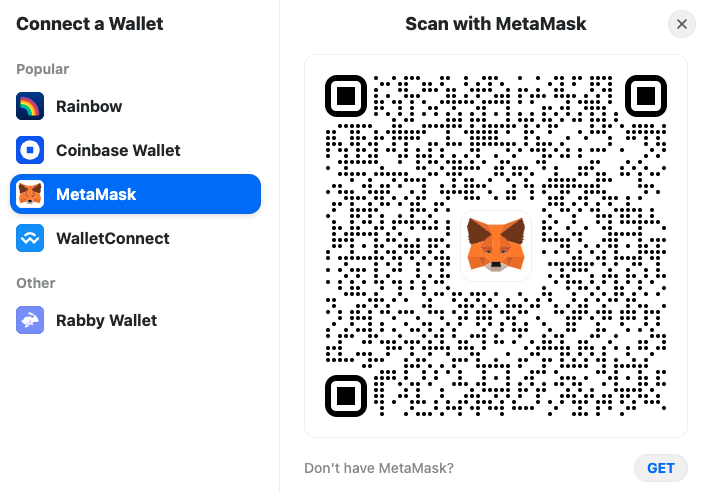 Connect a Wallet
Popular
Rainbow
Coinbase Wallet
MetaMask
WalletConnect
Other
Rabby Wallet
Scan with MetaMask
Don't have MetaMask?
GET